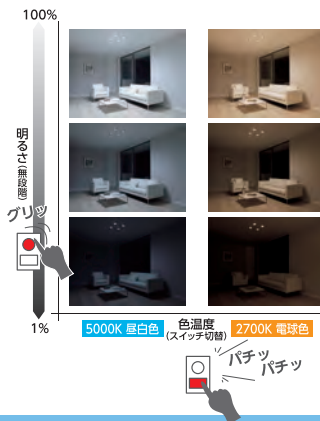 100%
明るさ(無段階)
グリッ
1%
5000K 昼白色
色温度
(スイッチ切替)
2700K 電球色
パチッ
パチッ